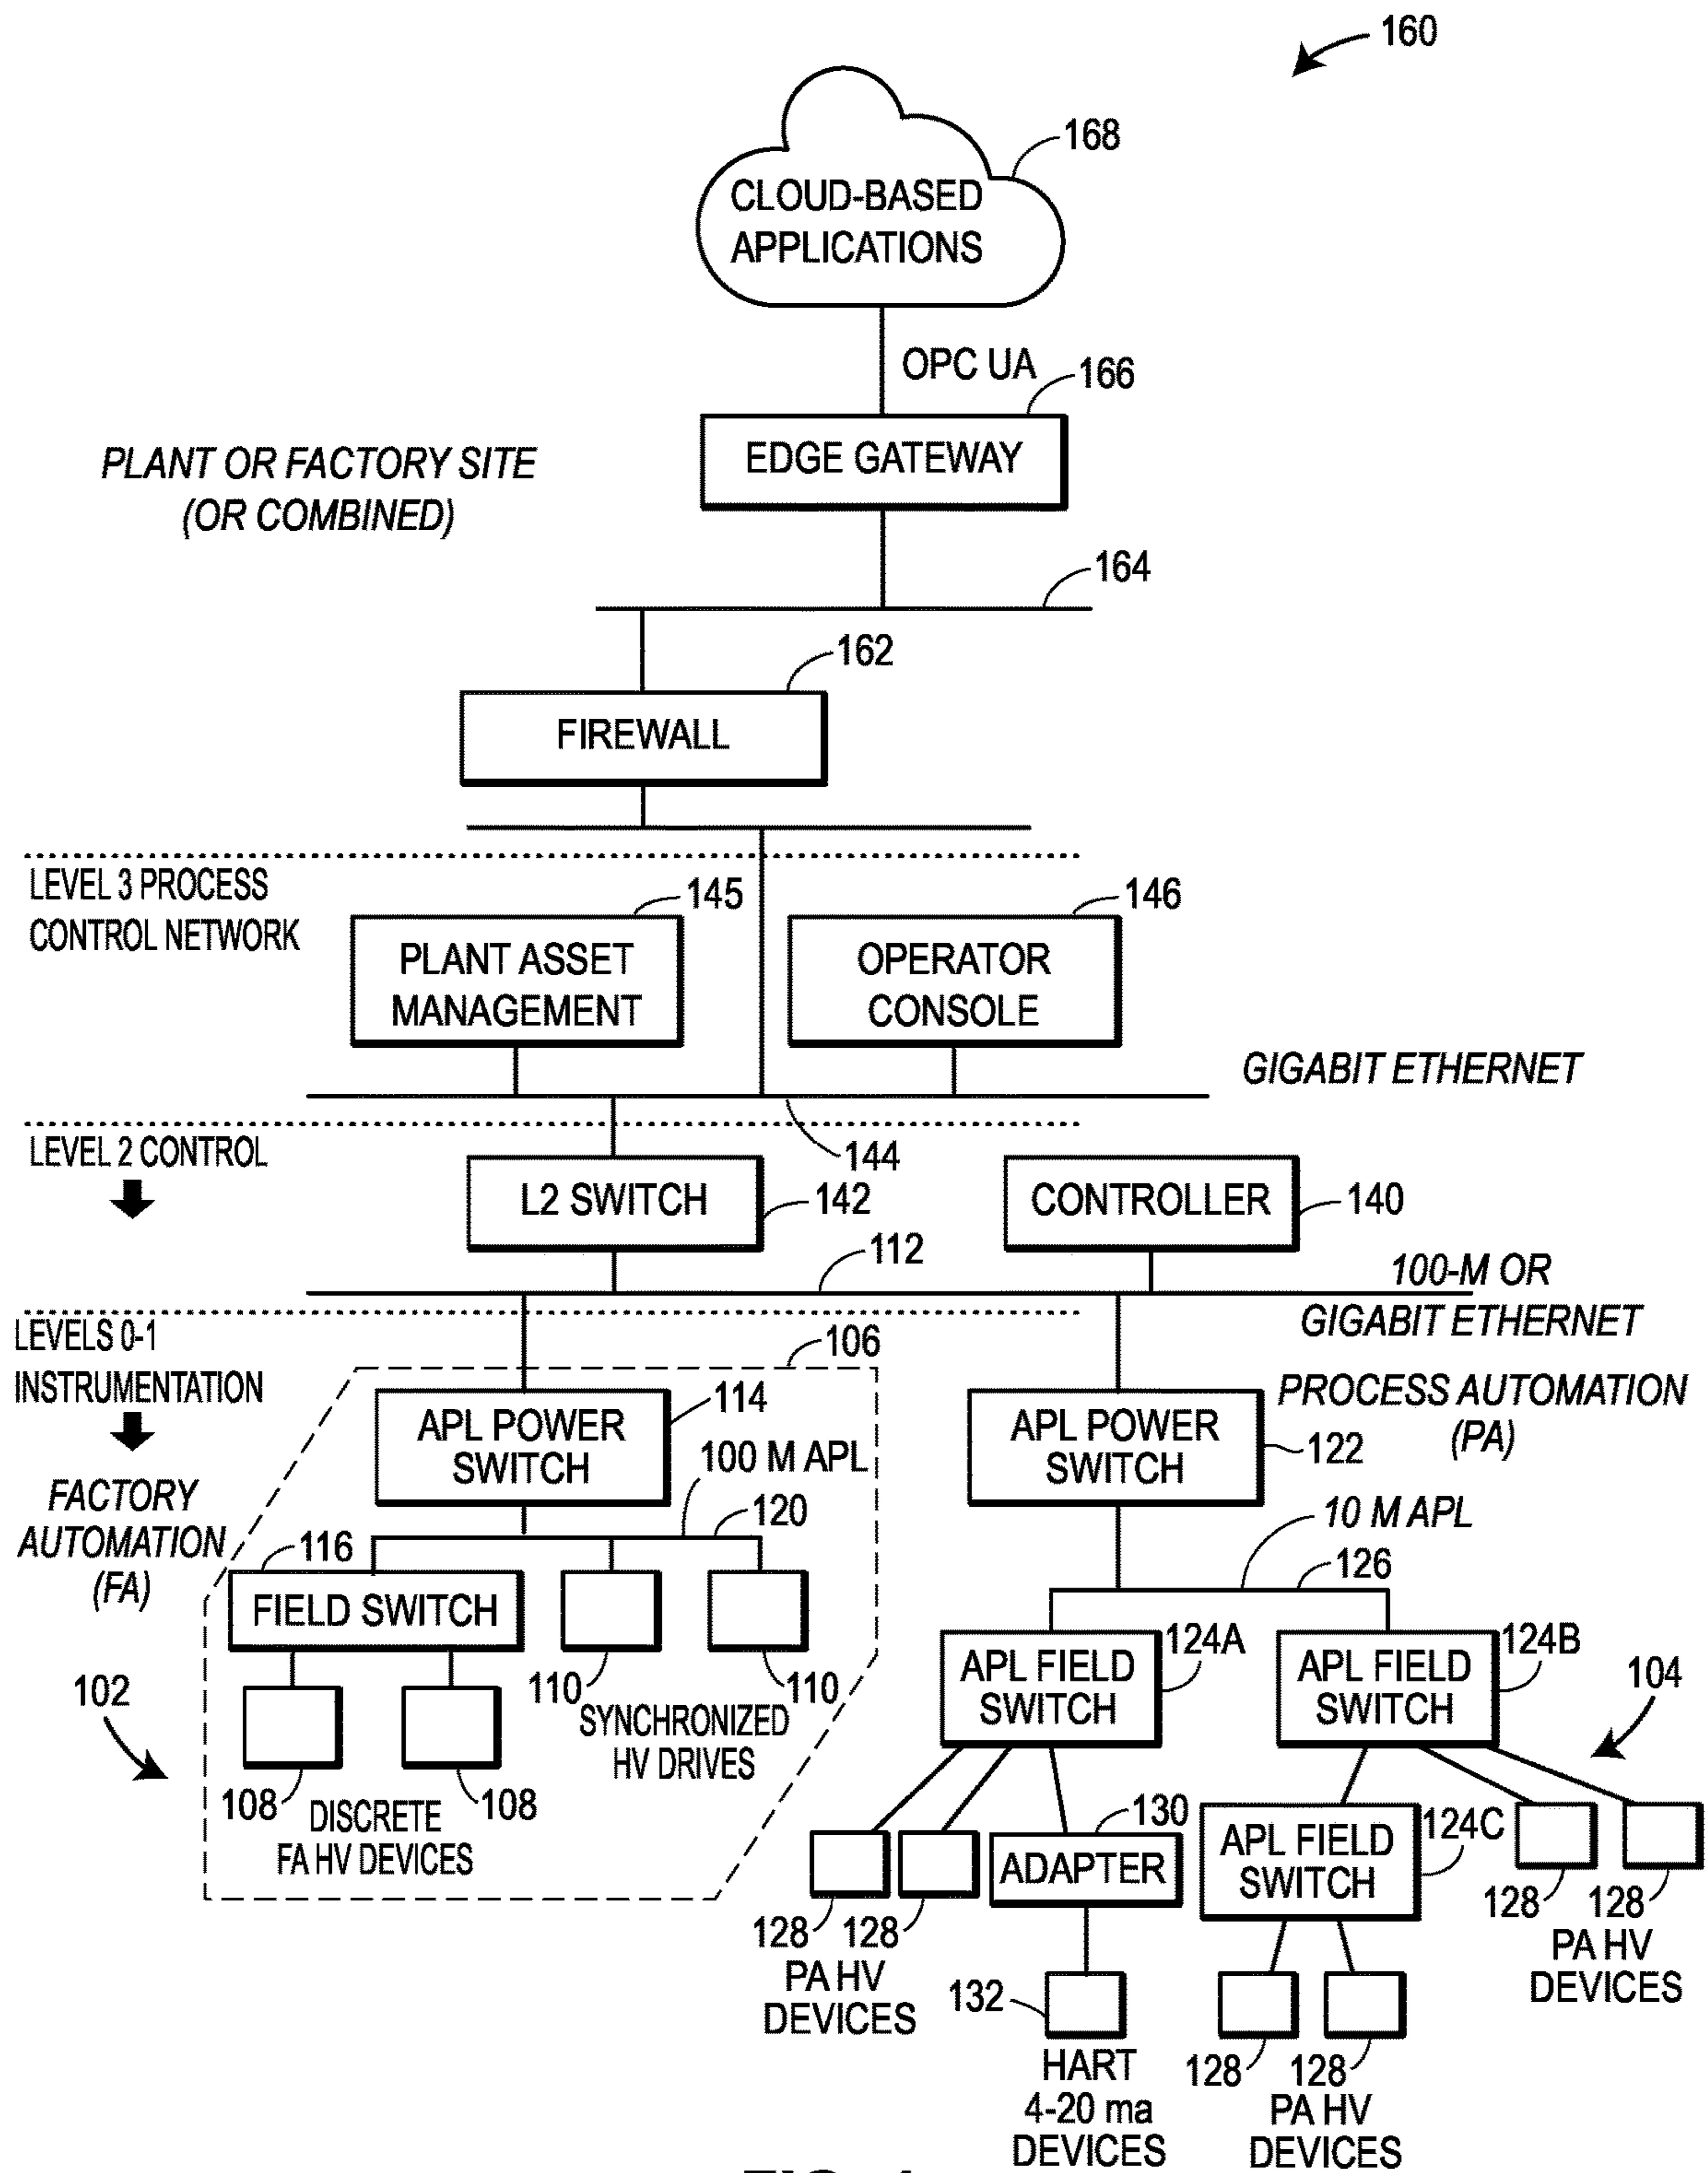 160
168
CLOUD-BASED
APPLICATIONS
OPC UA
166
EDGE GATEWAY
PLANT OR FACTORY SITE
(OR COMBINED)
164
162
FIREWALL
LEVEL 3 PROCESS
CONTROL NETWORK
145
146
PLANT ASSET
MANAGEMENT
OPERATOR
CONSOLE
GIGABIT ETHERNET
LEVEL 2 CONTROL
144
L2 SWITCH
142
CONTROLLER
140
112
100-M OR
GIGABIT ETHERNET
LEVELS 0-1
INSTRUMENTATION
106
APL POWER
SWITCH
114
100 M APL
120
PROCESS AUTOMATION
(PA)
APL POWER
SWITCH
122
FACTORY
AUTOMATION
(FA)
116
FIELD SWITCH
10 M APL
126
110
110
SYNCHRONIZED
HV DRIVES
102
108
108
DISCRETE
FA HV DEVICES
APL FIELD
SWITCH
124A
APL FIELD
SWITCH
124B
104
130
ADAPTER
APL FIELD
SWITCH
124C
128
128
PA HV
DEVICES
128
128
PA HV
DEVICES
132
HART
4-20 ma
DEVICES
128
128
PA HV
DEVICES